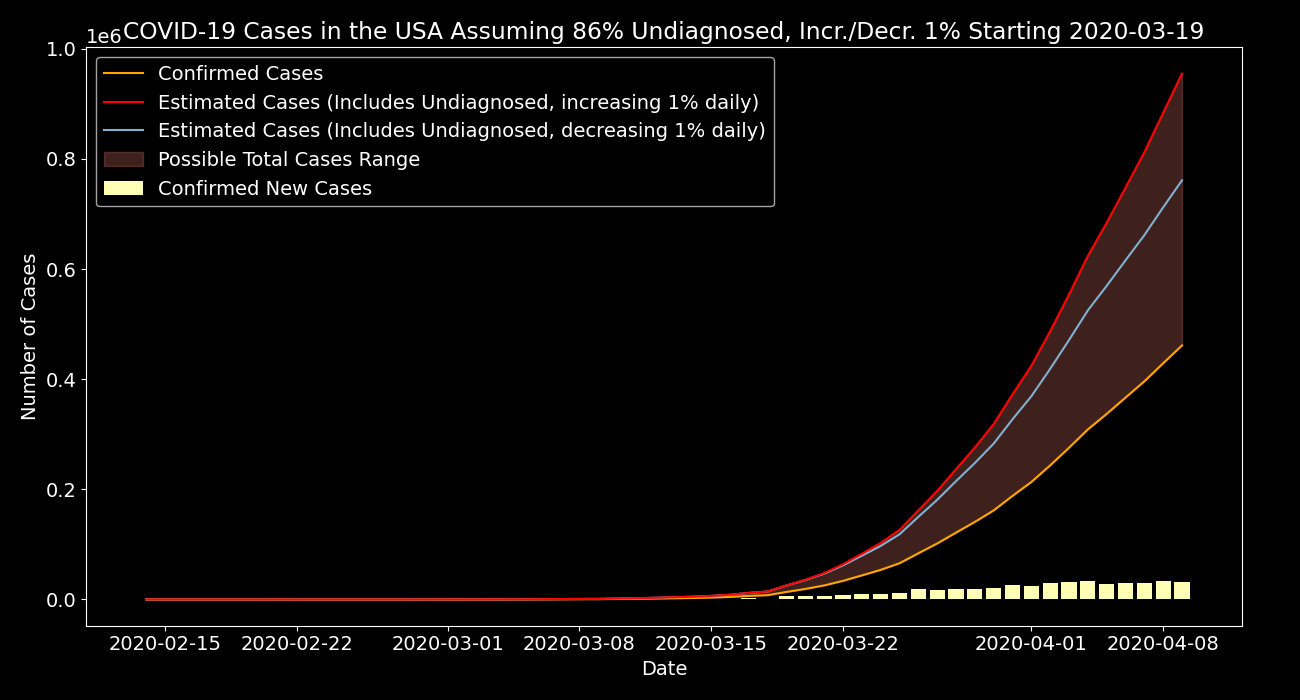 COVID-19 Cases in the USA Assuming 86% Undiagnosed, Incr./Decr. 1% Starting 2020-03-19
1e6
Confirmed Cases
Estimated Cases (Includes Undiagnosed, increasing 1% daily)
Estimated Cases (Includes Undiagnosed, decreasing 1% daily)
Possible Total Cases Range
Confirmed New Cases
Number of Cases
1.0
0.8
0.6
0.4
0.2
0.0
2020-02-15 2020-02-22 2020-03-01 2020-03-08 2020-03-15 2020-03-22 2020-04-01 2020-04-08
Date